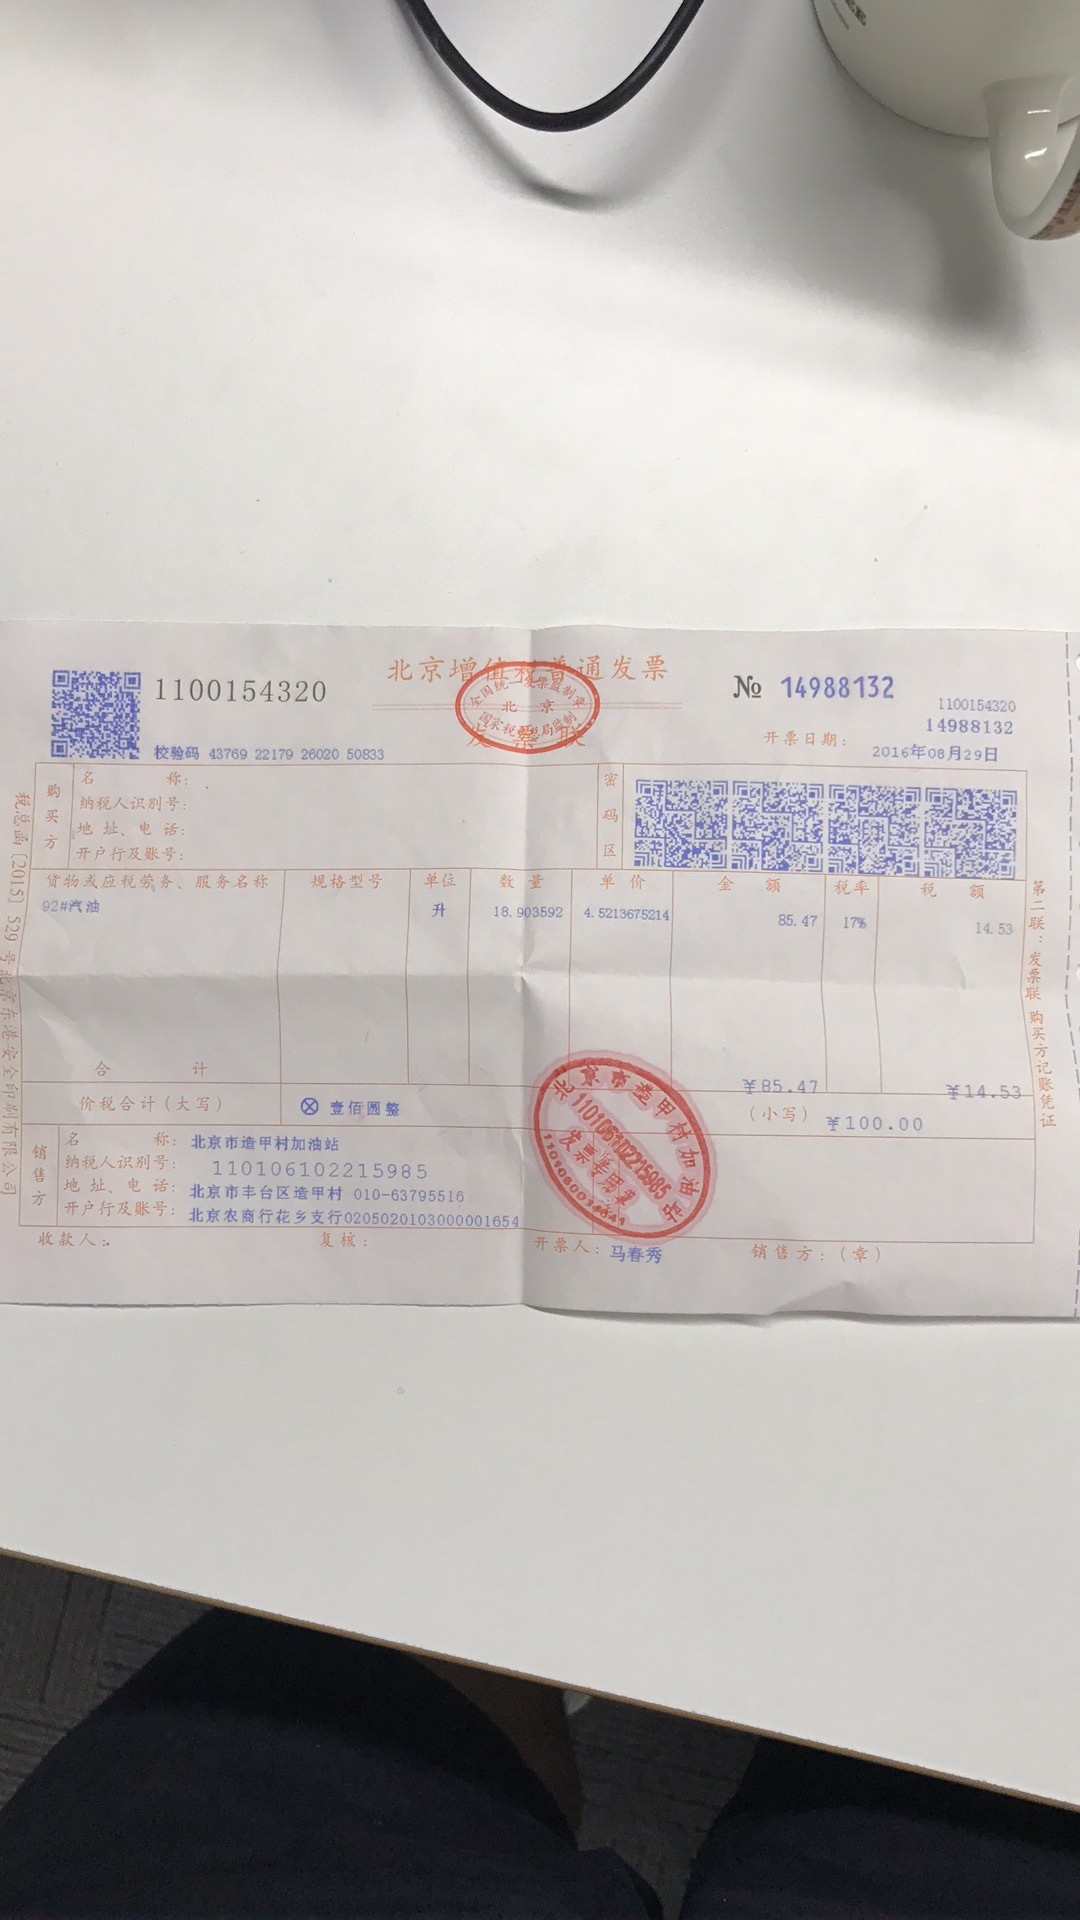 北京增值税普通发票
发票联
全国统一发票监制章
北京
国家税务总局监制
1100154320
№ 14988132
1100154320
14988132
校验码 43769 22179 26020 50833
开票日期: 2016年08月29日
购买方
名称:
纳税人识别号:
地址、电话:
开户行及账号:
密码区
货物或应税劳务、服务名称 规格型号 单位 数量 单价 金额 税率 税额
92#汽油 升 18.903592 4.5213675214 85.47 17% 14.53
合计 ¥85.47 ¥14.53
价税合计(大写) ⊗壹佰圆整 (小写) ¥100.00
销售方
名称: 北京市造甲村加油站
纳税人识别号: 110106102215985
地址、电话: 北京市丰台区造甲村 010-63795516
开户行及账号: 北京农商行花乡支行0205020103000001654
收款人: 复核: 开票人: 马春秀 销售方:(章)
北京市造甲村加油站
110106102215985
发票专用章
税总函〔2015〕529号北京东港安全印刷有限公司
第二联:发票联 购买方记账凭证